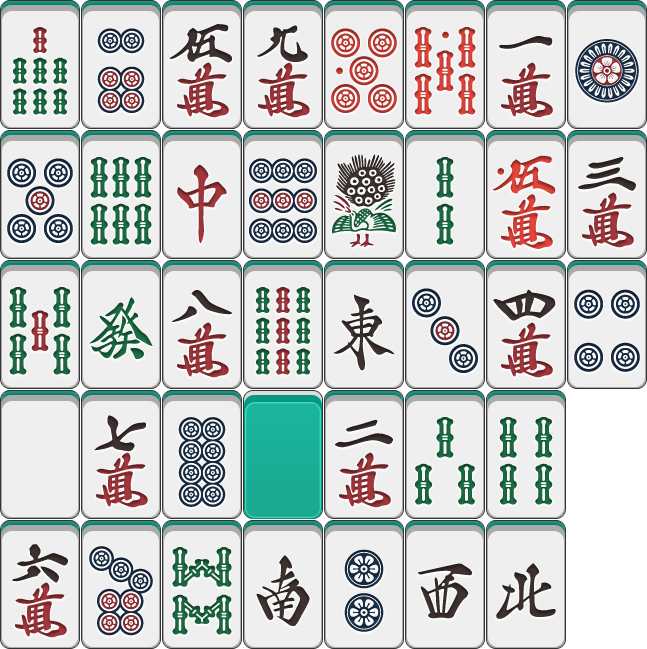 伍萬 九萬 一萬
中 伍萬 三萬
發 八萬 東 四萬
七萬 二萬
六萬 南 西 北